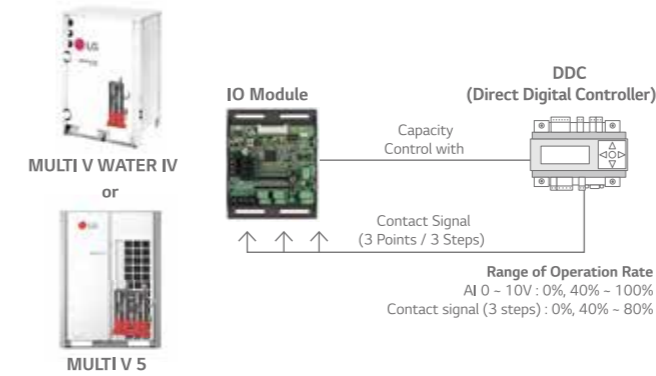 LG
MULTI V WATER IV
or
LG
MULTI V 5
IO Module
DDC
(Direct Digital Controller)
Capacity
Control with
Contact Signal
(3 Points / 3 Steps)
Range of Operation Rate
AI 0 ~ 10V : 0%, 40% ~ 100%
Contact signal (3 steps) : 0%, 40% ~ 80%